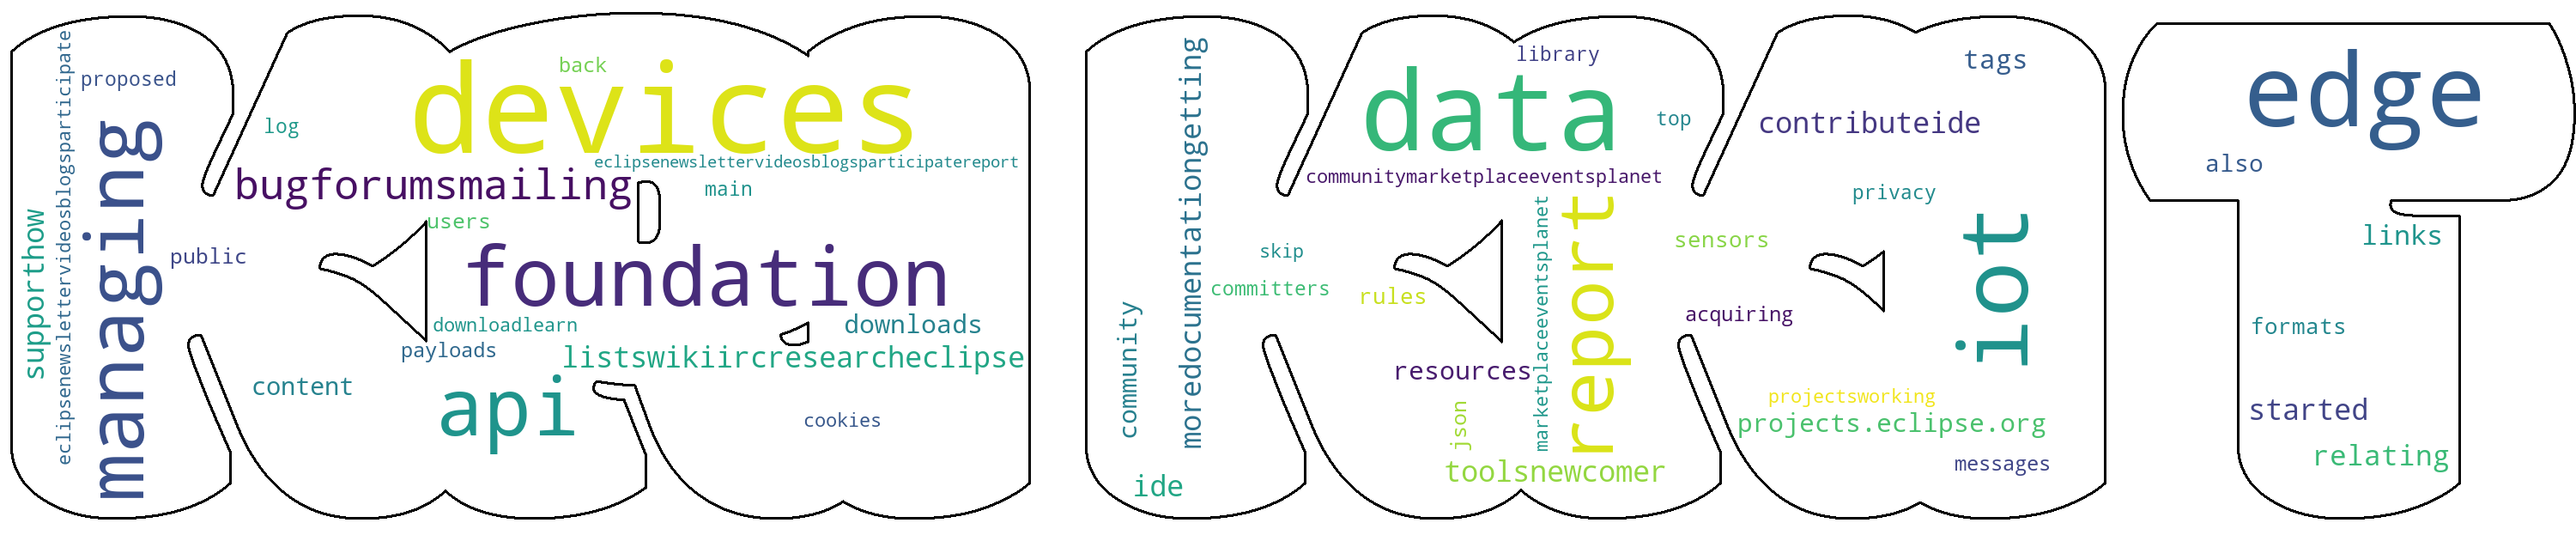 eclipsenewslettervideosblogsparticipate
proposed
managing
supporthow
public
log
back
devices
eclipsenewslettervideosblogsparticipatereport
bugforumsmailing
main
users
foundation
downloadlearn
downloads
payloads
listswikiircresearcheclipse
content
api
cookies
moredocumentationgetting
community
ide
skip
committers
library
data
top
communitymarketplaceeventsplanet
marketplaceeventsplanet
report
sensors
rules
acquiring
resources
json
toolsnewcomer
tags
contributeide
privacy
iot
projectsworking
projects.eclipse.org
messages
edge
also
links
formats
started
relating